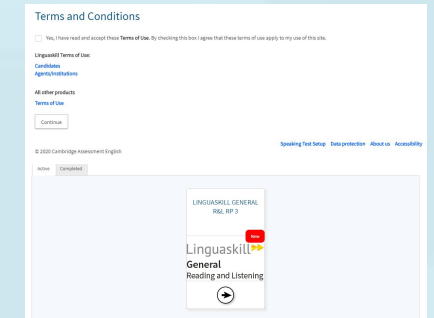 Terms and Conditions
Yes, I have read and accept these Terms of Use. By checking this box I agree that these terms of use apply to my use of this site.
Linguaskill Terms of Use:
Candidates
Agents/Institutions
All other products
Terms of Use
Continue
Speaking Test Setup Data protection About us Accessibility
© 2020 Cambridge Assessment English
Active Completed
LINGUASKILL GENERAL
R&L RP 3
New
Linguaskill
General
Reading and Listening